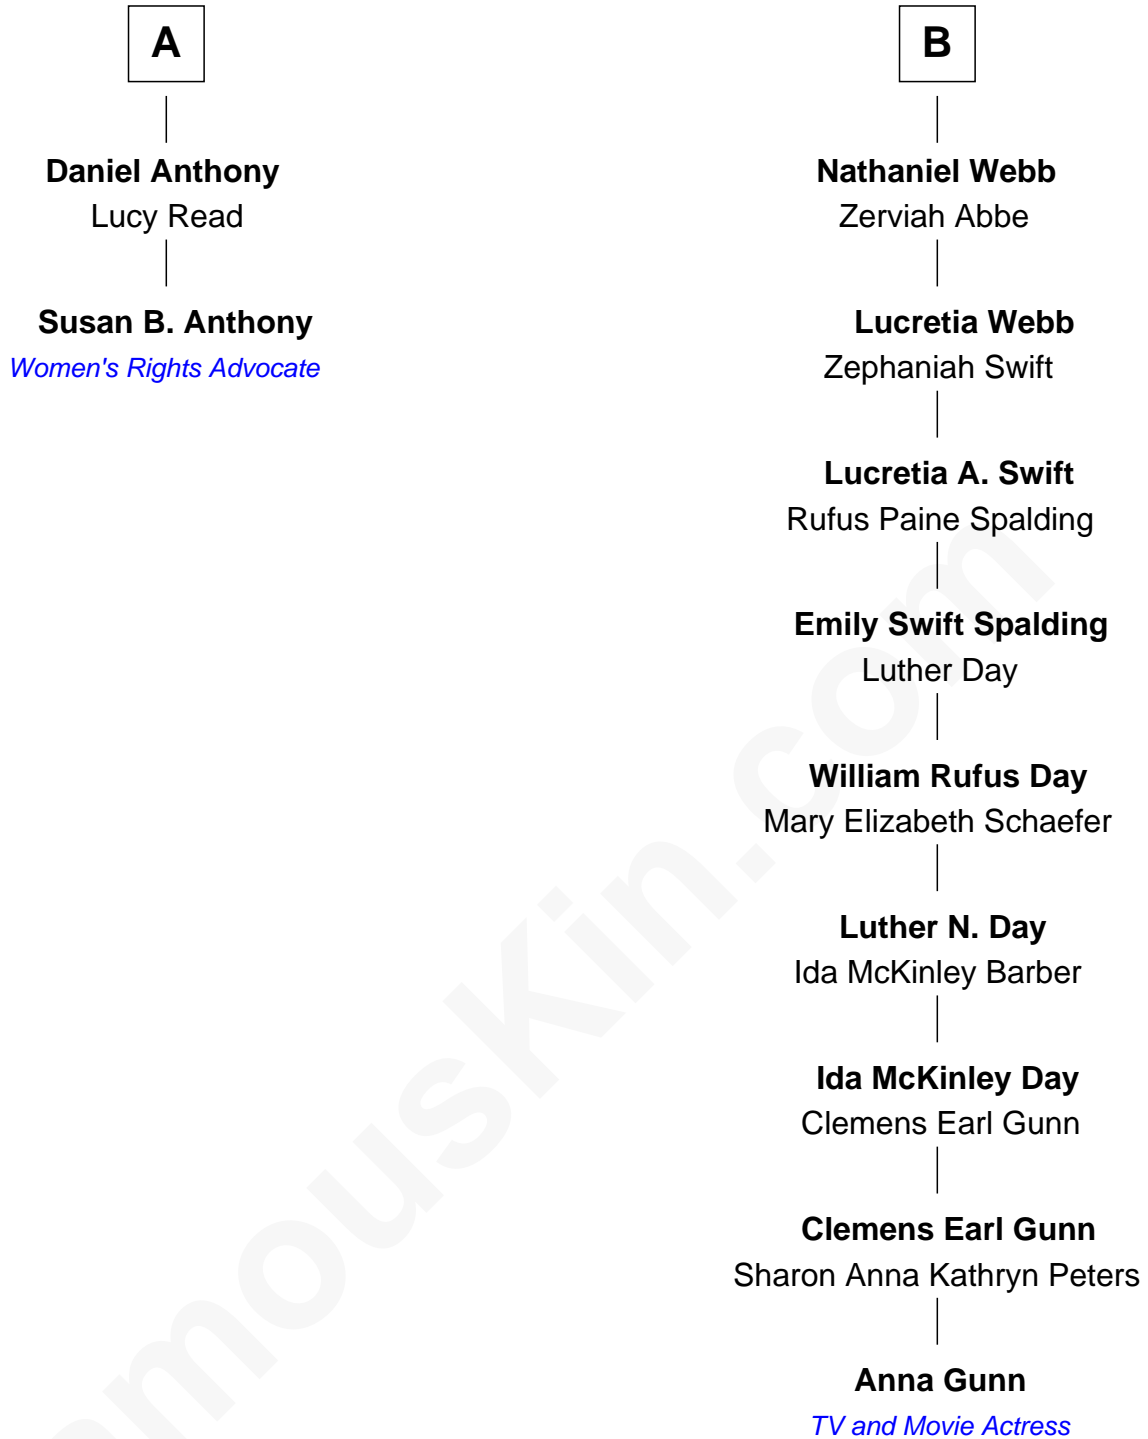 A
Daniel Anthony
Lucy Read
Susan B. Anthony
Women's Rights Advocate
B
Nathaniel Webb
Zerviah Abbe
Lucretia Webb
Zephaniah Swift
Lucretia A. Swift
Rufus Paine Spalding
Emily Swift Spalding
Luther Day
William Rufus Day
Mary Elizabeth Schaefer
Luther N. Day
Ida McKinley Barber
Ida McKinley Day
Clemens Earl Gunn
Clemens Earl Gunn
Sharon Anna Kathryn Peters
Anna Gunn
TV and Movie Actress
amouskin.com